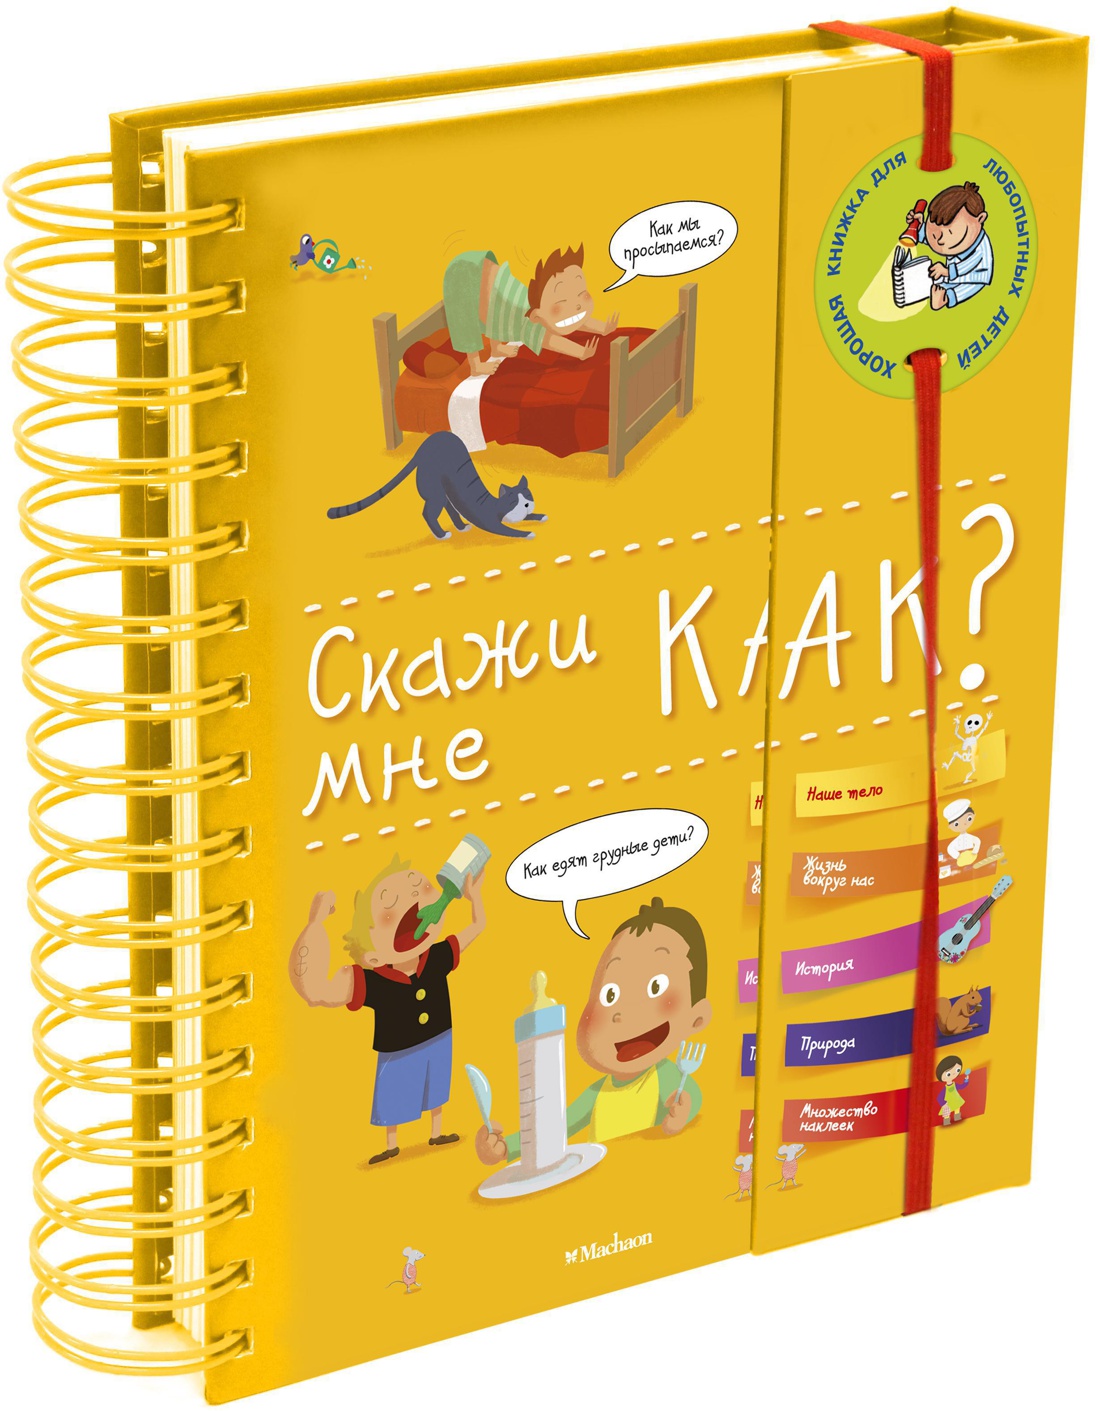 ХОРОШАЯ КНИЖКА ДЛЯ ЛЮБОПЫТНЫХ ДЕТЕЙ
Как мы
просыпаемся?
Скажи КААК?
мне
Наше тело
Как едят грудные дети?
Жизнь
вокруг нас
История
Природа
Множество
наклеек
Machaon